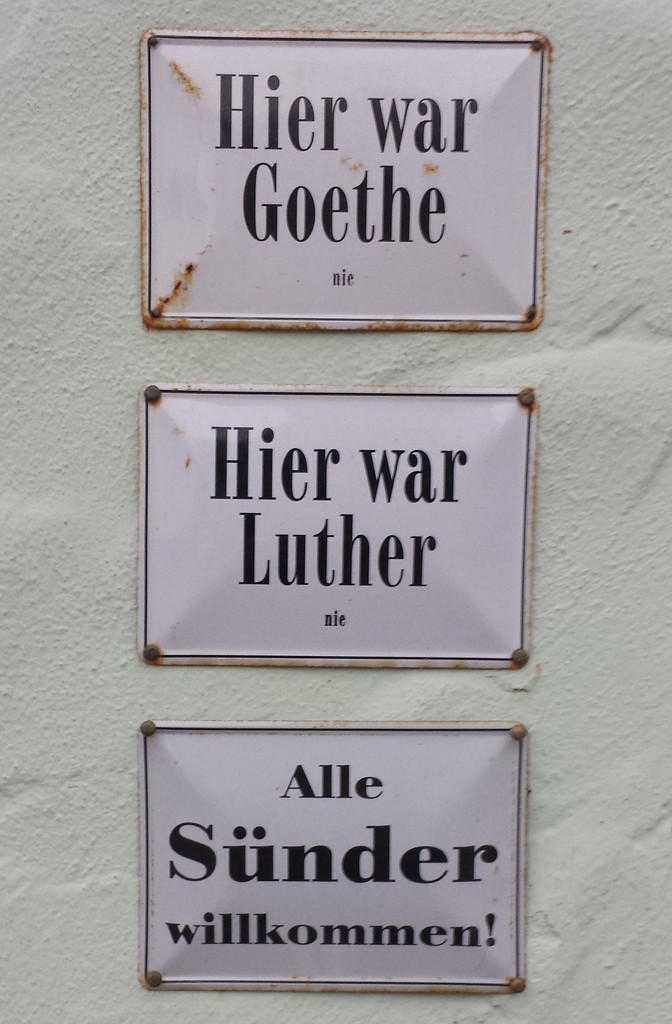 Hier war
Goethe
nie
Hier war
Luther
nie
Alle
Sünder
willkommen!